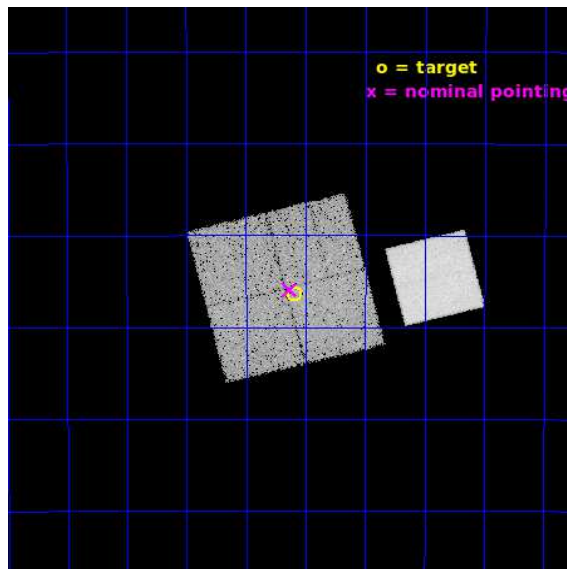 o = target
x = nominal pointing